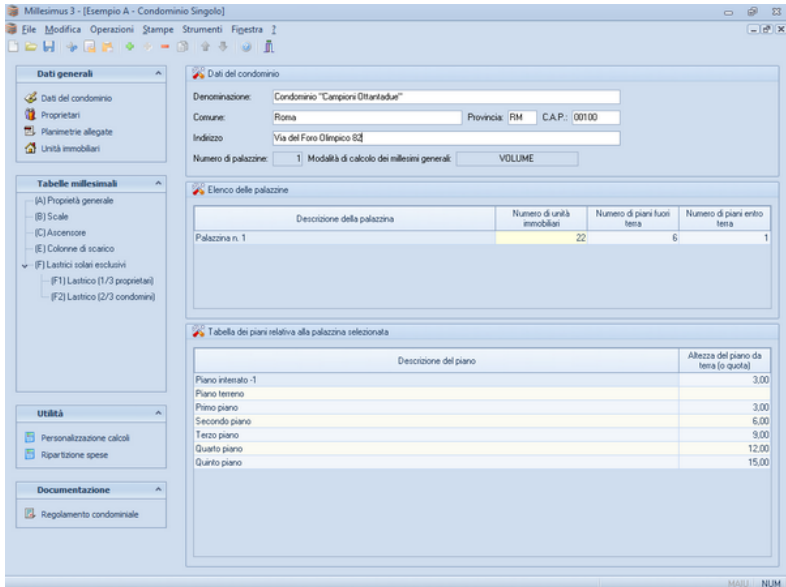 Millesimus 3 - [Esempio A - Condominio Singolo]
File Modifica Operazioni Stampe Strumenti Finestra ?
Dati generali
Dati del condominio
Proprietari
Planimetrie allegate
Unità immobiliari
Tabelle millesimali
(A) Proprietà generale
(B) Scale
(C) Ascensore
(E) Colonne di scarico
(F) Lastrici solari esclusivi
(F1) Lastrico (1/3 proprietari)
(F2) Lastrico (2/3 condomini)
Utilità
Personalizzazione calcoli
Ripartizione spese
Documentazione
Regolamento condominiale
Dati del condominio
Denominazione: Condominio "Campioni Ottantadue"
Comune: Roma Provincia: RM C.A.P.: 00100
Indirizzo Via del Foro Olimpico 82
Numero di palazzine: 1 Modalità di calcolo dei millesimi generali: VOLUME
Elenco delle palazzine
Descrizione della palazzina Numero di unità immobiliari Numero di piani fuori terra Numero di piani entro terra
Palazzina n. 1 22 6 1
Tabella dei piani relativa alla palazzina selezionata
Descrizione del piano Altezza del piano da terra (o quota)
Piano interrato -1 3,00
Piano terreno
Primo piano 3,00
Secondo piano 6,00
Terzo piano 9,00
Quarto piano 12,00
Quinto piano 15,00
MAIU NUM